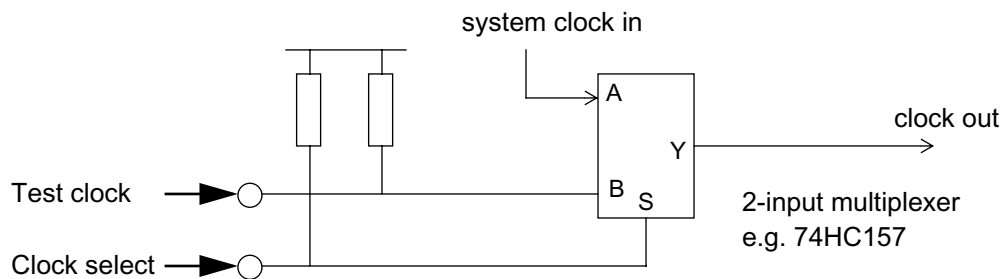 system clock in
A
clock out
Y
Test clock
B
S
2-input multiplexer
e.g. 74HC157
Clock select